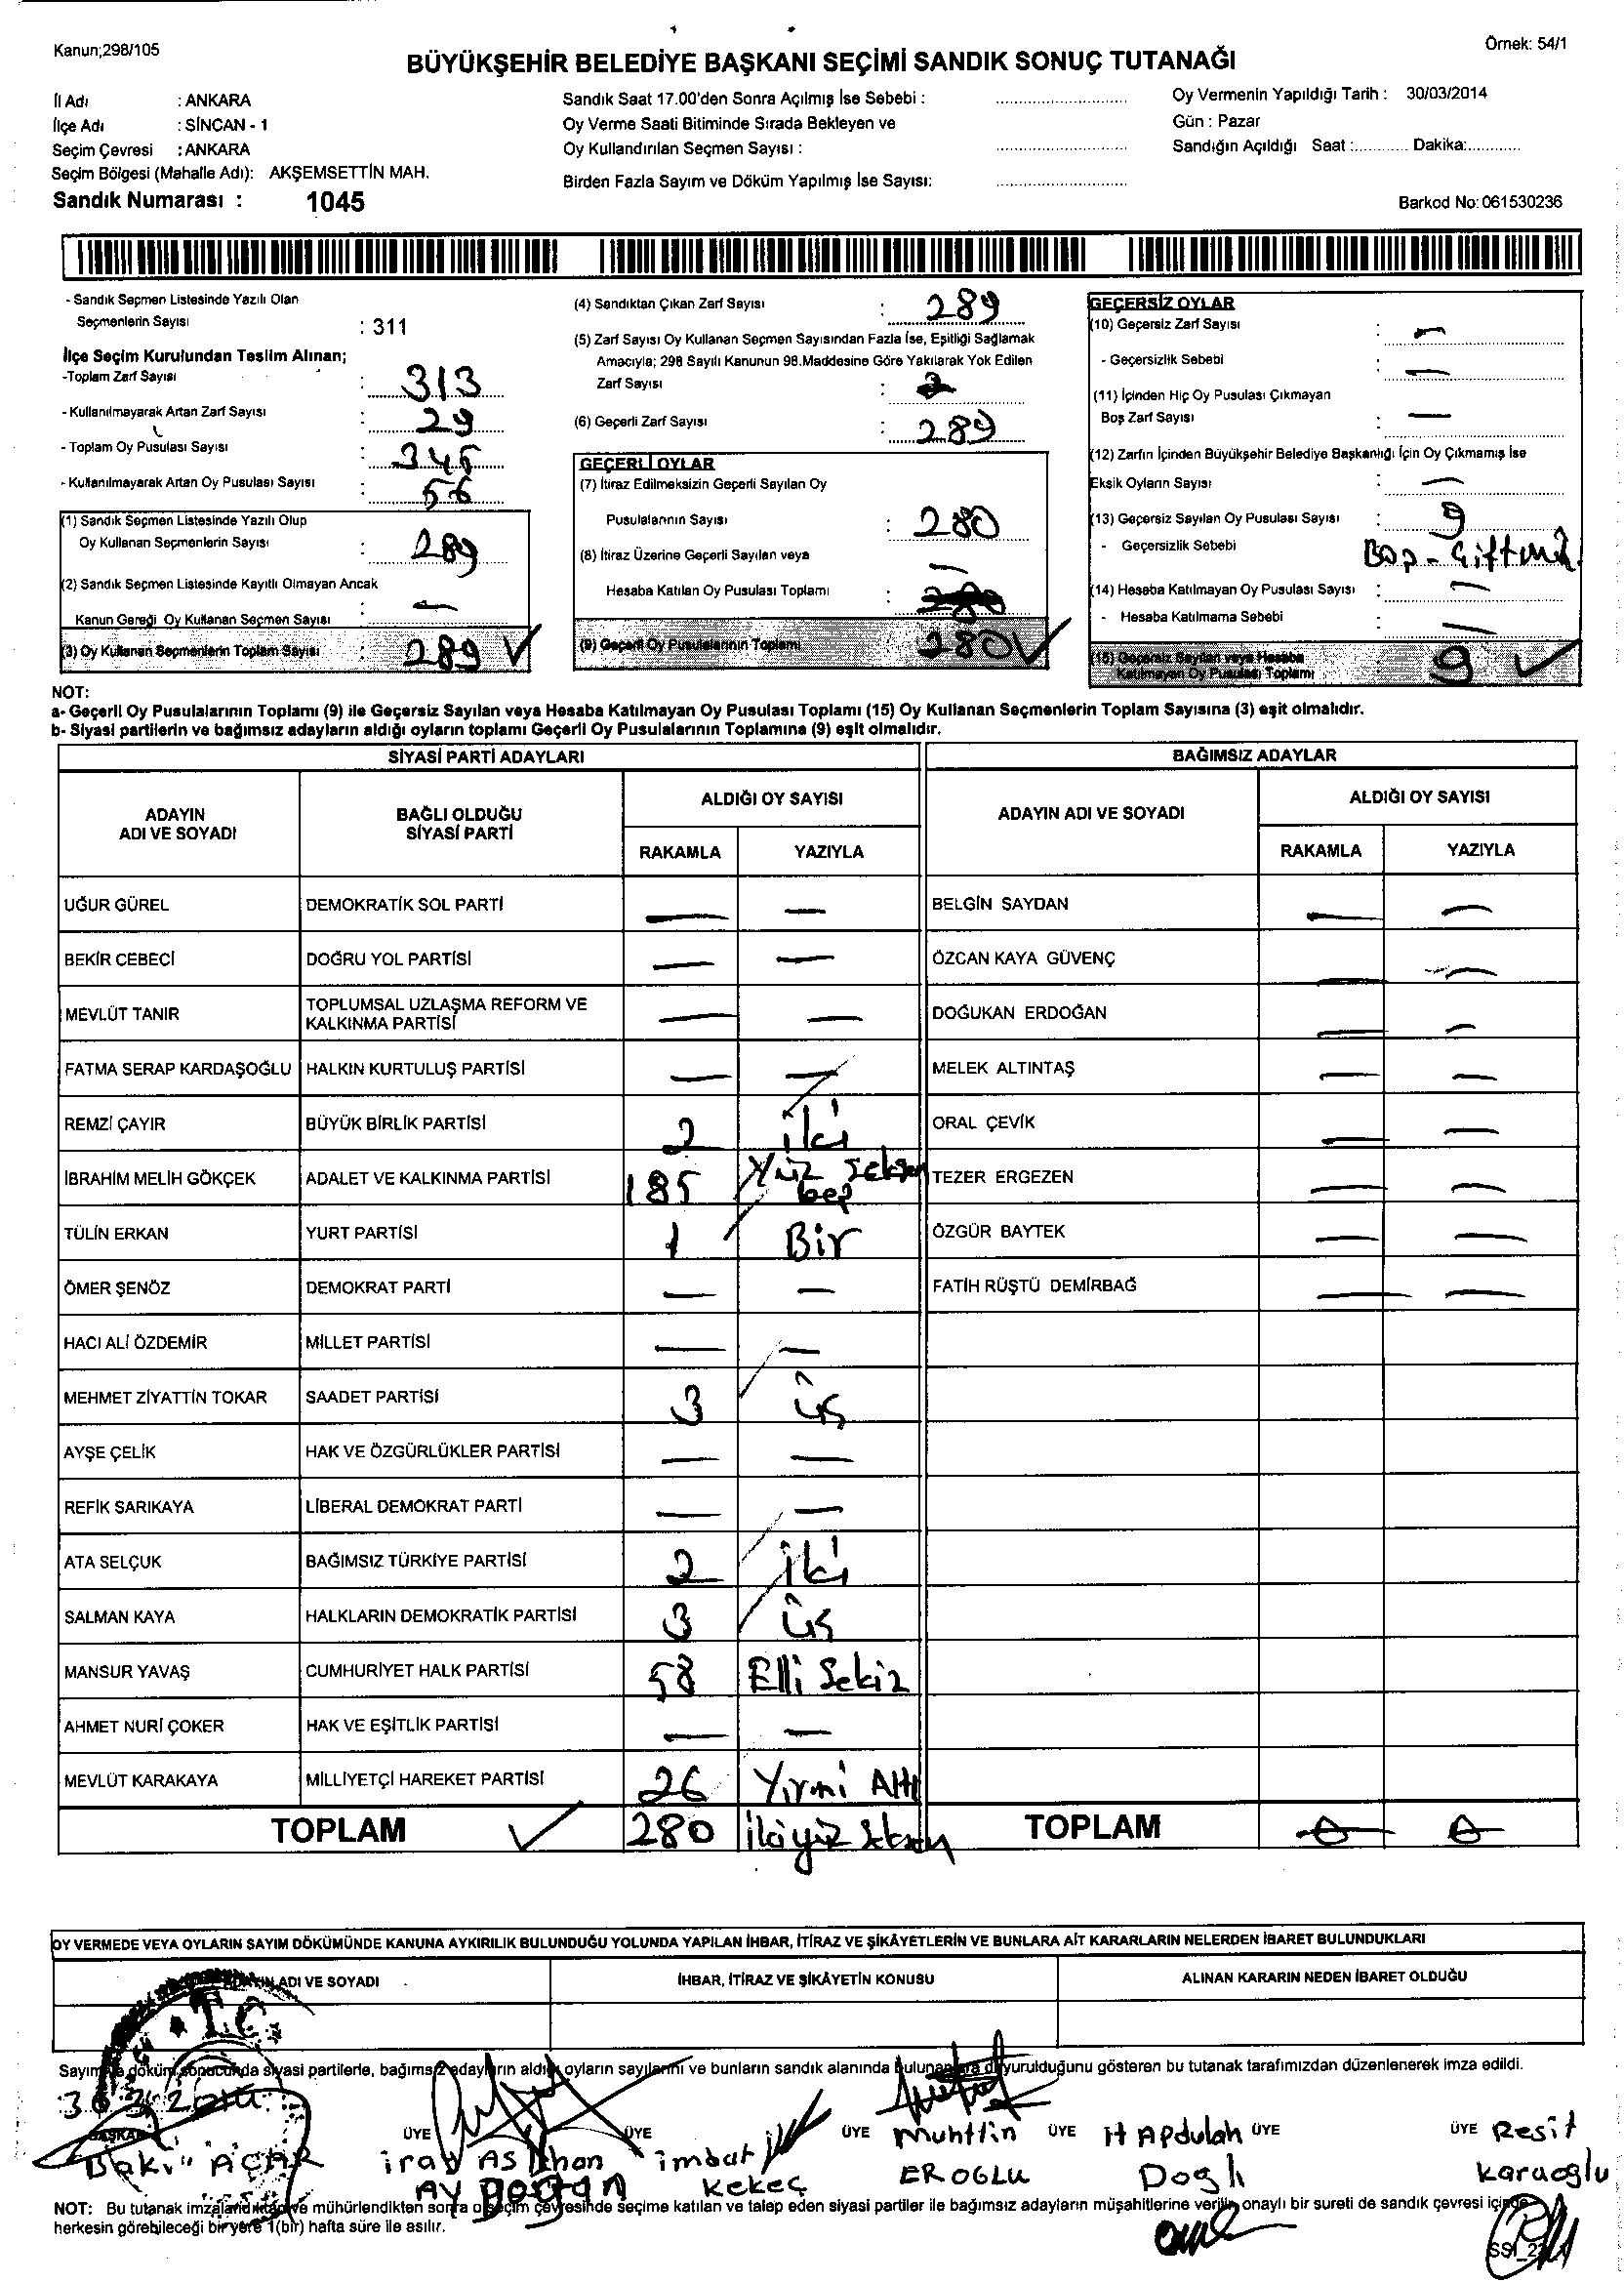 Kanun;298/105
Örnek: 54/1
BÜYÜKŞEHİR BELEDİYE BAŞKANI SEÇİMİ SANDIK SONUÇ TUTANAĞI
İl Adı : ANKARA
İlçe Adı : SİNCAN - 1
Seçim Çevresi : ANKARA
Seçim Bölgesi (Mahalle Adı): AKŞEMSETTİN MAH.
Sandık Numarası : 1045
Sandık Saat 17.00'den Sonra Açılmış İse Sebebi :
Oy Verme Saati Bitiminde Sırada Bekleyen ve
Oy Kullandırılan Seçmen Sayısı :
Birden Fazla Sayım ve Döküm Yapılmış İse Sayısı:
Oy Vermenin Yapıldığı Tarih : 30/03/2014
Gün : Pazar
Sandığın Açıldığı Saat :........... Dakika:...........
Barkod No: 061530236
- Sandık Seçmen Listesinde Yazılı Olan
Seçmenlerin Sayısı : 311
İlçe Seçim Kurulundan Teslim Alınan;
-Toplam Zarf Sayısı : 313
- Kullanılmayarak Artan Zarf Sayısı : 29
- Toplam Oy Pusulası Sayısı : 345
- Kullanılmayarak Artan Oy Pusulası Sayısı : 56
(1) Sandık Seçmen Listesinde Yazılı Olup
Oy Kullanan Seçmenlerin Sayısı : 289
(2) Sandık Seçmen Listesinde Kayıtlı Olmayan Ancak
Kanun Gereği Oy Kullanan Seçmen Sayısı : —
(3) Oy Kullanan Seçmenlerin Toplam Sayısı : 289 ✓
(4) Sandıktan Çıkan Zarf Sayısı : 289
(5) Zarf Sayısı Oy Kullanan Seçmen Sayısından Fazla İse, Eşitliği Sağlamak
Amacıyla; 298 Sayılı Kanunun 98.Maddesine Göre Yakılarak Yok Edilen
Zarf Sayısı :
(6) Geçerli Zarf Sayısı : 289
GEÇERLİ OYLAR
(7) İtiraz Edilmeksizin Geçerli Sayılan Oy
Pusulalarının Sayısı : 280
(8) İtiraz Üzerine Geçerli Sayılan veya
Hesaba Katılan Oy Pusulası Toplamı : —
(9) Geçerli Oy Pusulalarının Toplamı 280 ✓
GEÇERSİZ OYLAR
(10) Geçersiz Zarf Sayısı : —
- Geçersizlik Sebebi : —
(11) İçinden Hiç Oy Pusulası Çıkmayan
Boş Zarf Sayısı : —
(12) Zarfın İçinden Büyükşehir Belediye Başkanlığı İçin Oy Çıkmamış İse
Eksik Oyların Sayısı : —
(13) Geçersiz Sayılan Oy Pusulası Sayısı : 9
- Geçersizlik Sebebi Boş -
(14) Hesaba Katılmayan Oy Pusulası Sayısı : —
- Hesaba Katılmama Sebebi —
(15) Geçersiz Sayılan veya Hesaba
Katılmayan Oy Pusulası Toplamı 9 ✓
NOT:
a- Geçerli Oy Pusulalarının Toplamı (9) ile Geçersiz Sayılan veya Hesaba Katılmayan Oy Pusulası Toplamı (15) Oy Kullanan Seçmenlerin Toplam Sayısına (3) eşit olmalıdır.
b- Siyasi partilerin ve bağımsız adayların aldığı oyların toplamı Geçerli Oy Pusulalarının Toplamına (9) eşit olmalıdır.
SİYASİ PARTİ ADAYLARI
ADAYIN ADI VE SOYADI
BAĞLI OLDUĞU SİYASİ PARTİ
ALDIĞI OY SAYISI
RAKAMLA YAZIYLA
UĞUR GÜREL DEMOKRATİK SOL PARTİ — —
BEKİR CEBECİ DOĞRU YOL PARTİSİ — —
MEVLÜT TANIR TOPLUMSAL UZLAŞMA REFORM VE KALKINMA PARTİSİ — —
FATMA SERAP KARDAŞOĞLU HALKIN KURTULUŞ PARTİSİ — —
REMZİ ÇAYIR BÜYÜK BİRLİK PARTİSİ 2 iki
İBRAHİM MELİH GÖKÇEK ADALET VE KALKINMA PARTİSİ 185 Yüz seksen beş
TÜLİN ERKAN YURT PARTİSİ 1 Bir
ÖMER ŞENÖZ DEMOKRAT PARTİ — —
HACI ALİ ÖZDEMİR MİLLET PARTİSİ — —
MEHMET ZİYATTİN TOKAR SAADET PARTİSİ 3 üç
AYŞE ÇELİK HAK VE ÖZGÜRLÜKLER PARTİSİ — —
REFİK SARIKAYA LİBERAL DEMOKRAT PARTİ — —
ATA SELÇUK BAĞIMSIZ TÜRKİYE PARTİSİ 2 iki
SALMAN KAYA HALKLARIN DEMOKRATİK PARTİSİ 3 üç
MANSUR YAVAŞ CUMHURİYET HALK PARTİSİ 58 Elli Sekiz
AHMET NURİ ÇOKER HAK VE EŞİTLİK PARTİSİ — —
MEVLÜT KARAKAYA MİLLİYETÇİ HAREKET PARTİSİ 26 Yirmi Altı
TOPLAM ✓ 280 ikiyüz seksen
BAĞIMSIZ ADAYLAR
ADAYIN ADI VE SOYADI
ALDIĞI OY SAYISI
RAKAMLA YAZIYLA
BELGİN SAYDAN — —
ÖZCAN KAYA GÜVENÇ — —
DOĞUKAN ERDOĞAN — —
MELEK ALTINTAŞ — —
ORAL ÇEVİK — —
TEZER ERGEZEN — —
ÖZGÜR BAYTEK — —
FATİH RÜŞTÜ DEMİRBAĞ — —
TOPLAM 0 0
OY VERMEDE VEYA OYLARIN SAYIM DÖKÜMÜNDE KANUNA AYKIRILIK BULUNDUĞU YOLUNDA YAPILAN İHBAR, İTİRAZ VE ŞİKÂYETLERİN VE BUNLARA AİT KARARLARIN NELERDEN İBARET BULUNDUKLARI
ADI VE SOYADI
İHBAR, İTİRAZ VE ŞİKÂYETİN KONUSU
ALINAN KARARIN NEDEN İBARET OLDUĞU
T.C.
Sayım ve döküm sonucunda siyasi partilerle, bağımsız adayların aldığı oyların sayılarını ve bunların sandık alanında bulunanlara duyurulduğunu gösteren bu tutanak tarafımızdan düzenlenerek imza edildi.
30 3 2014
BAŞKAN ÜYE ÜYE ÜYE ÜYE ÜYE ÜYE
Baki AÇAR
imbat Kekeç
Muhttin EROGLU
H Apdulah Doglı
Resit Karaoglu
NOT: Bu tutanak imzalandıktan ve mühürlendikten sonra o seçim çevresinde seçime katılan ve talep eden siyasi partiler ile bağımsız adayların müşahitlerine verilip onaylı bir sureti de sandık çevresi içinde
herkesin görebileceği bir yere 1(bir) hafta süre ile asılır.